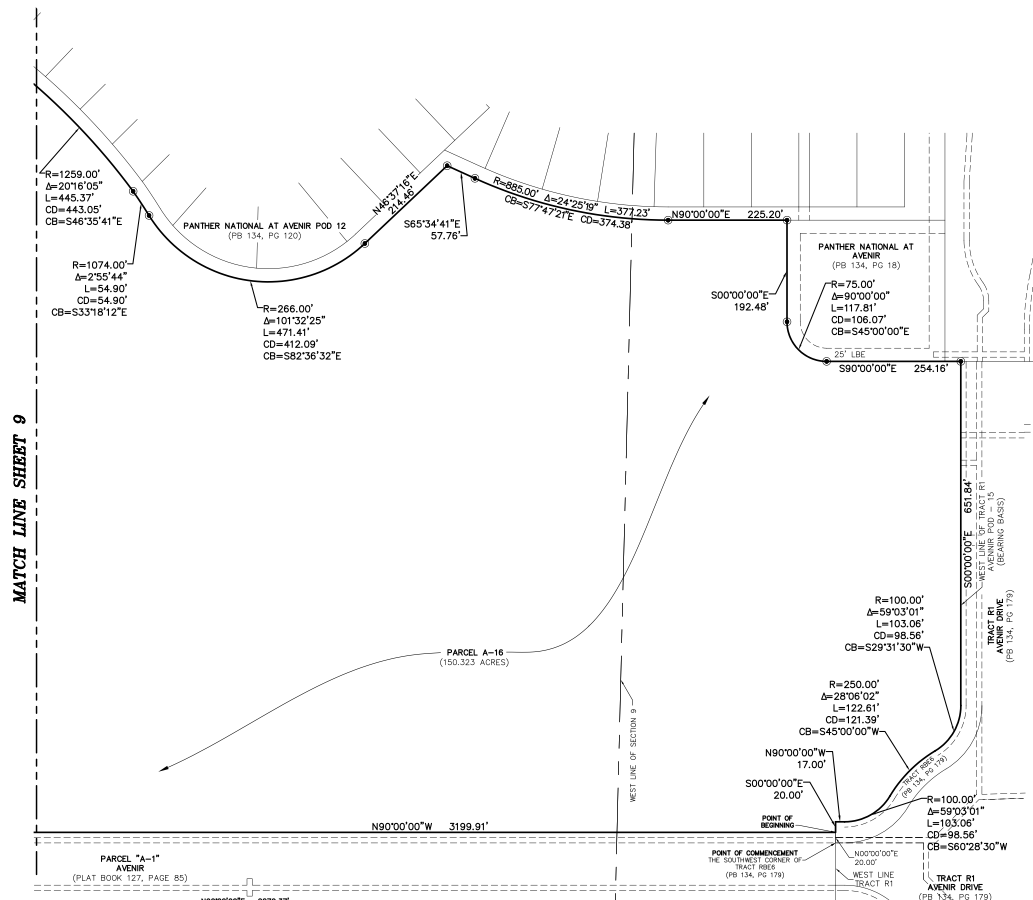 MATCH LINE SHEET 9
R=1259.00'
Δ=20°16'05"
L=445.37'
CD=443.05'
CB=S46°35'41"E
R=1074.00'
Δ=2°55'44"
L=54.90'
CD=54.90'
CB=S33°18'12"E
PANTHER NATIONAL AT AVENIR POD 12
(PB 134, PG 120)
R=266.00'
Δ=101°32'25"
L=471.41'
CD=412.09'
CB=S82°36'32"E
N46°37'16"E
214.46'
S65°34'41"E
57.76'
R=885.00' Δ=24°25'19" L=377.23'
CB=S77°47'21"E CD=374.38'
N90°00'00"E 225.20'
PANTHER NATIONAL AT
AVENIR
(PB 134, PG 18)
S00°00'00"E
192.48'
R=75.00'
Δ=90°00'00"
L=117.81'
CD=106.07'
CB=S45°00'00"E
25' LBE
S90°00'00"E 254.16'
S00°00'00"E 651.84'
WEST LINE OF TRACT R1
AVENNIR POD - 15
(BEARING BASIS)
TRACT R1
AVENIR DRIVE
(PB 134, PG 179)
R=100.00'
Δ=59°03'01"
L=103.06'
CD=98.56'
CB=S29°31'30"W
PARCEL A-16
(150.323 ACRES)
R=250.00'
Δ=28°06'02"
L=122.61'
CD=121.39'
CB=S45°00'00"W
WEST LINE OF SECTION 9
N90°00'00"W
17.00'
TRACT RBE6
(PB 134, PG 179)
S00°00'00"E
20.00'
R=100.00'
Δ=59°03'01"
L=103.06'
CD=98.56'
CB=S60°28'30"W
POINT OF
BEGINNING
N90°00'00"W 3199.91'
POINT OF COMMENCEMENT
THE SOUTHWEST CORNER OF
TRACT RBE6
(PB 134, PG 179)
N00°00'00"E
20.00'
WEST LINE
TRACT R1
PARCEL "A-1"
AVENIR
(PLAT BOOK 127, PAGE 85)
TRACT R1
AVENIR DRIVE
(PB 134, PG 179)